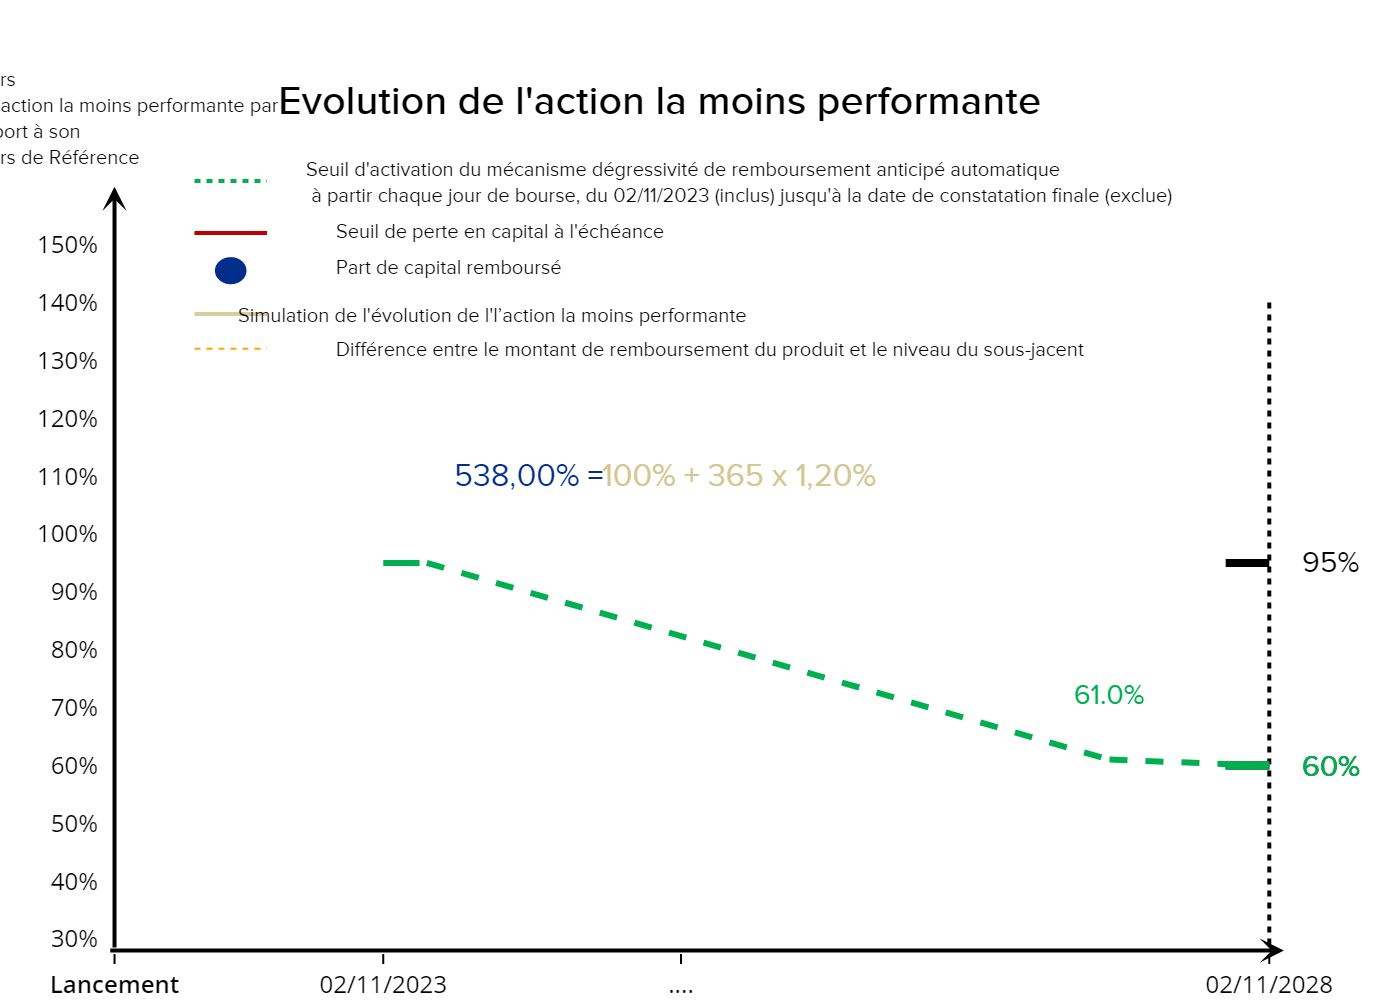 rs
action la moins performante par
port à son
rs de Référence
Evolution de l'action la moins performante
Seuil d'activation du mécanisme dégressivité de remboursement anticipé automatique
à partir chaque jour de bourse, du 02/11/2023 (inclus) jusqu'à la date de constatation finale (exclue)
Seuil de perte en capital à l'échéance
Part de capital remboursé
Simulation de l'évolution de l'l’action la moins performante
Différence entre le montant de remboursement du produit et le niveau du sous-jacent
150%
140%
130%
120%
110%
100%
90%
80%
70%
60%
50%
40%
30%
538,00% =100% + 365 x 1,20%
95%
61.0%
60%
Lancement
02/11/2023
....
02/11/2028